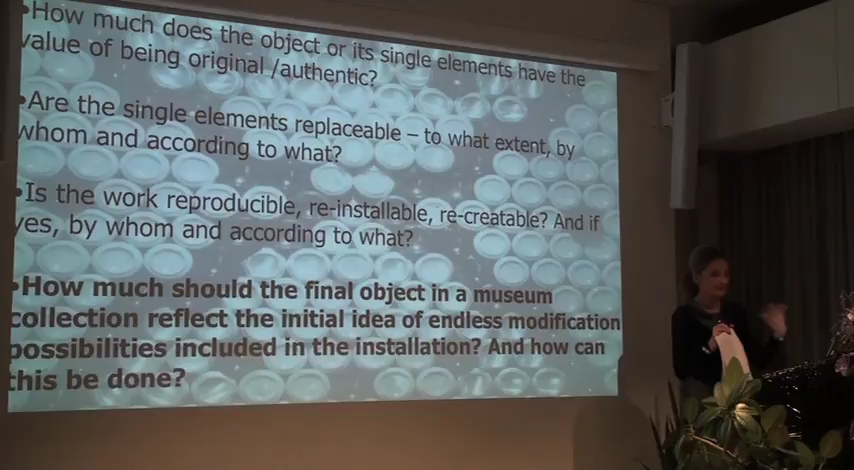 •How much does the object or its single elements have the
value of being original /authentic?
•Are the single elements replaceable – to what extent, by
whom and according to what?
•Is the work reproducible, re-installable, re-creatable? And if
yes, by whom and according to what?
•How much should the final object in a museum
collection reflect the initial idea of endless modification
possibilities included in the installation? And how can
this be done?